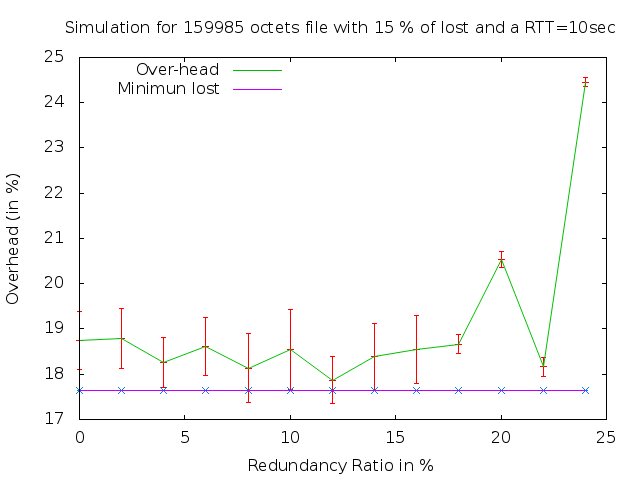 Simulation for 159985 octets file with 15 % of lost and a RTT=10sec
25
24
23
22
21
20
19
18
17
Overhead (in %)
Over-head
Minimun lost
0 5 10 15 20 25
Redundancy Ratio in %